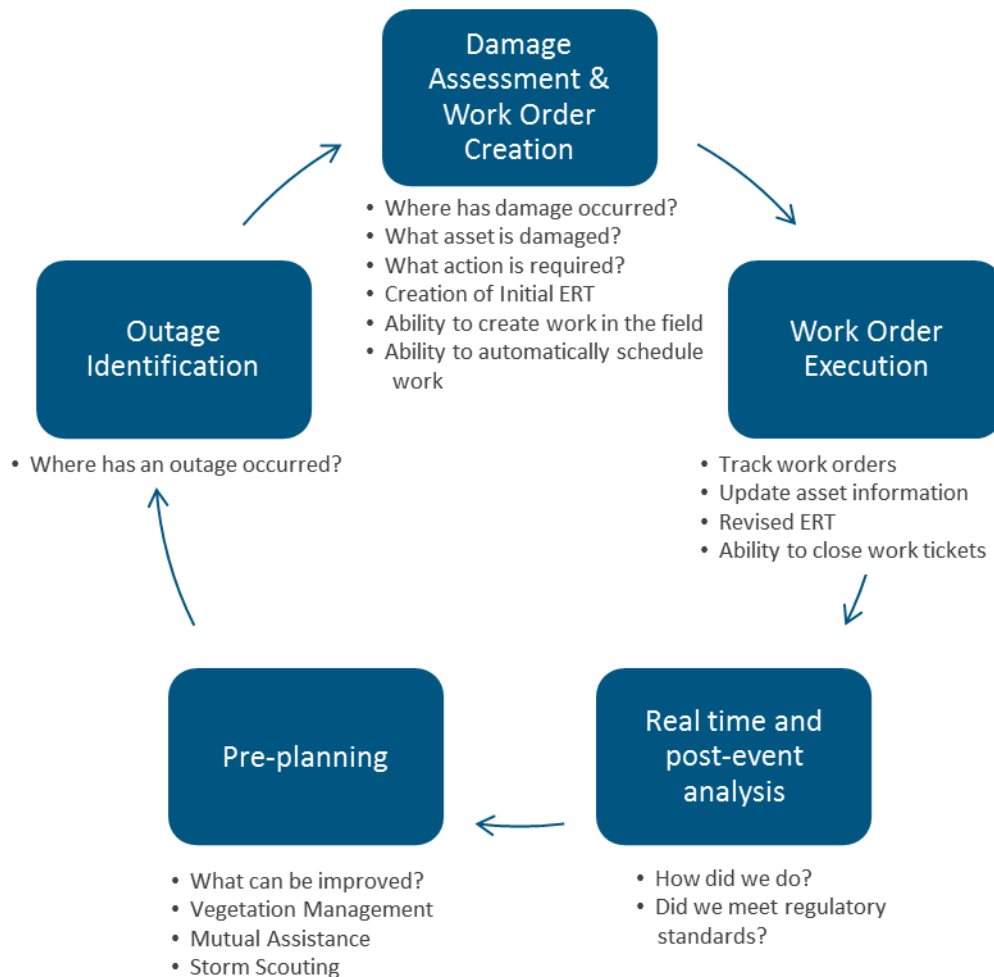 Damage
Assessment &
Work Order
Creation
• Where has damage occurred?
• What asset is damaged?
• What action is required?
• Creation of Initial ERT
• Ability to create work in the field
• Ability to automatically schedule
work
Work Order
Execution
• Track work orders
• Update asset information
• Revised ERT
• Ability to close work tickets
Real time and
post-event
analysis
• How did we do?
• Did we meet regulatory
standards?
Pre-planning
• What can be improved?
• Vegetation Management
• Mutual Assistance
• Storm Scouting
Outage
Identification
• Where has an outage occurred?